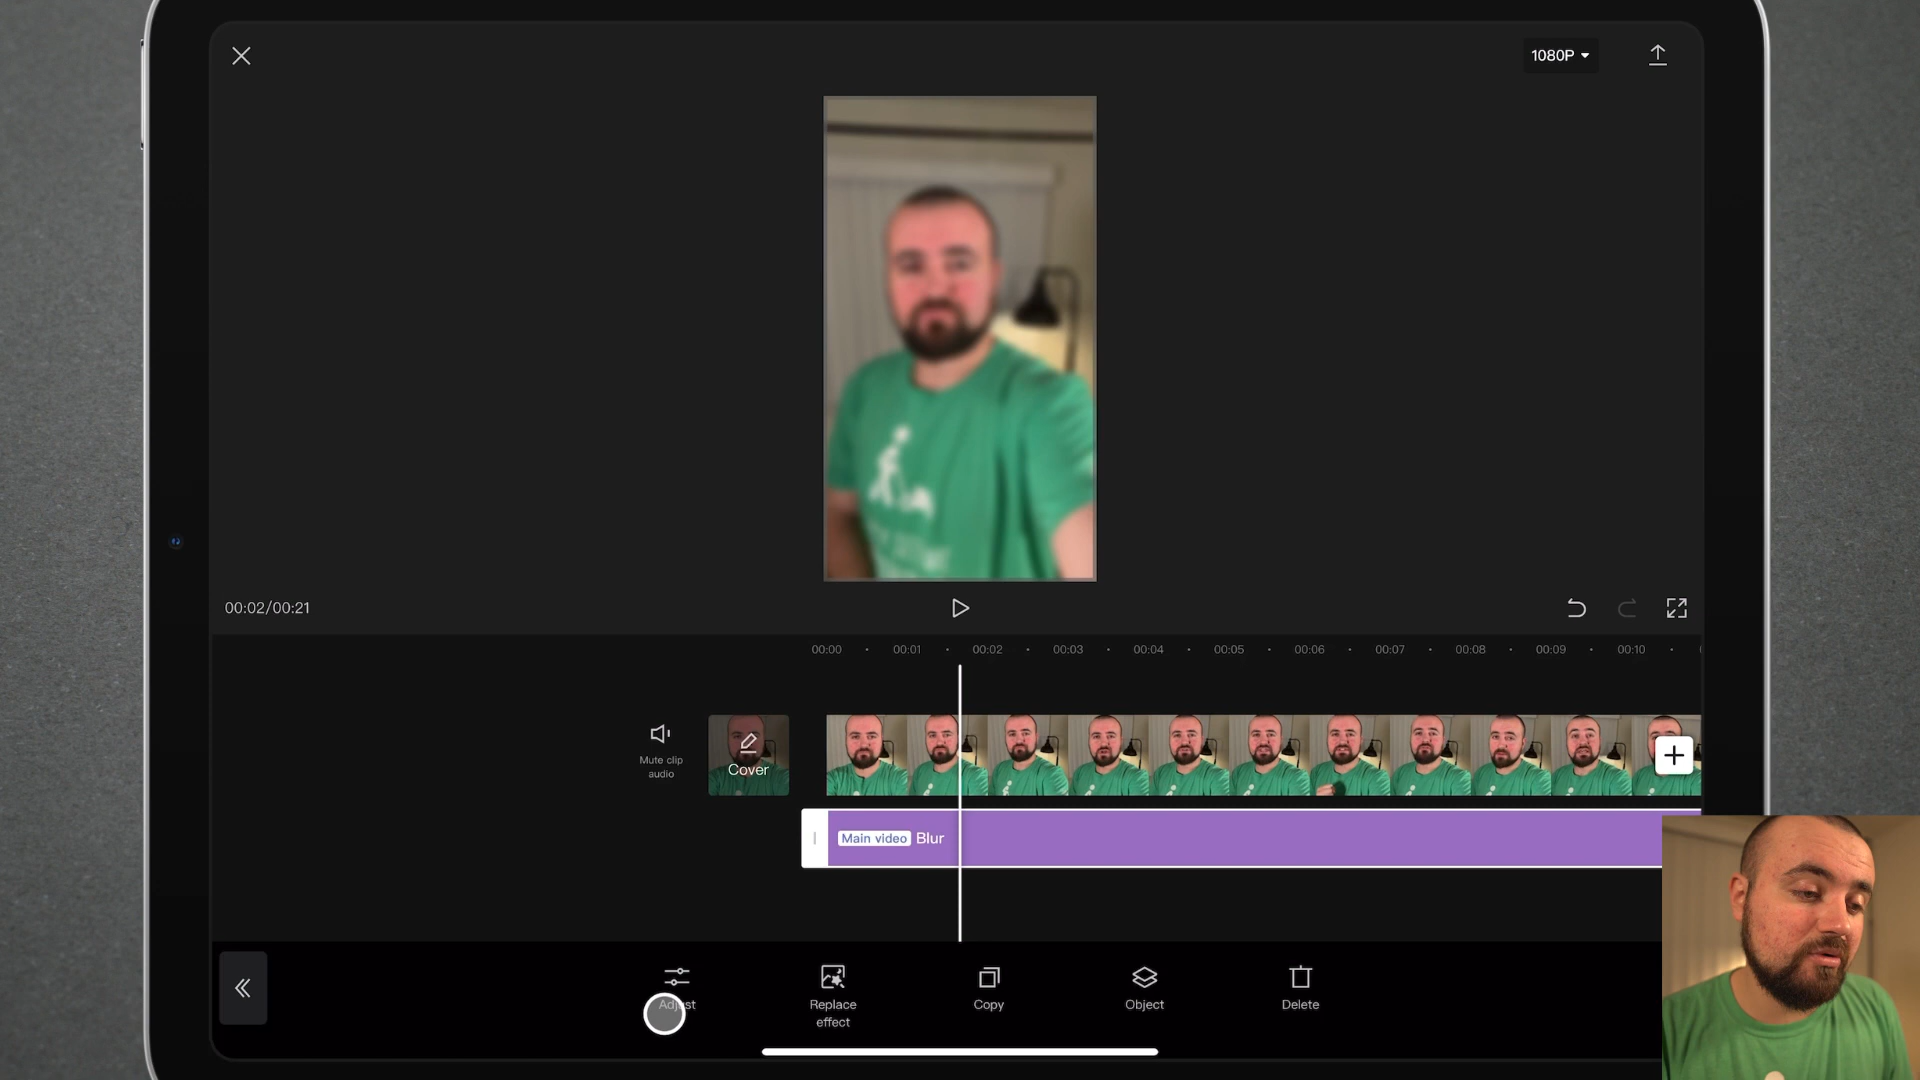 1080P
00:02/00:21
00:00 00:01 00:02 00:03 00:04 00:05 00:06 00:07 00:08 00:09 00:10
Mute clip
audio
Cover
Main video Blur
Adjust
Replace
effect
Copy
Object
Delete